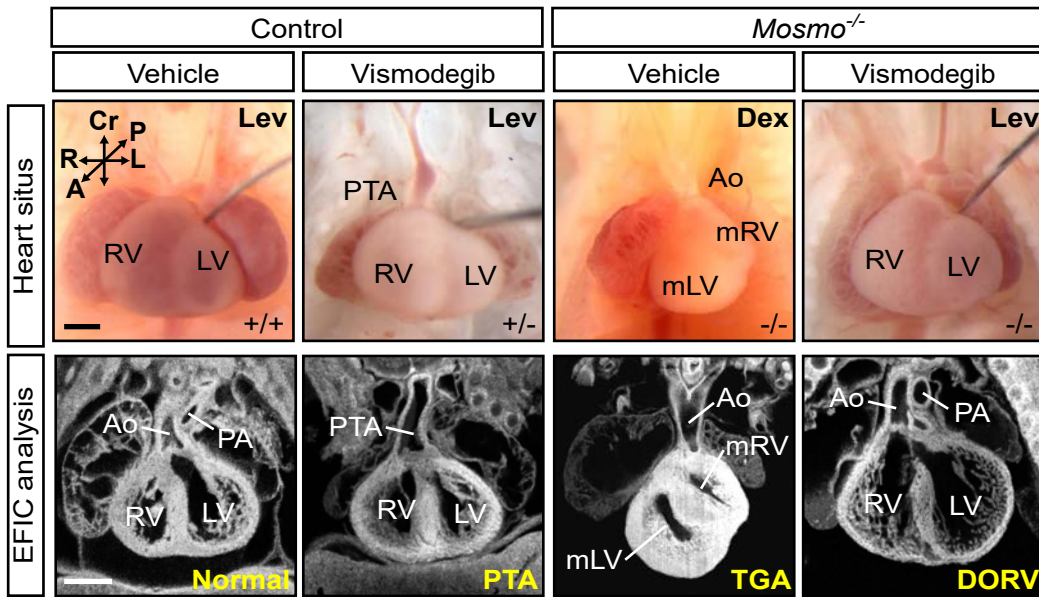 Control
Mosmo-/-
Vehicle
Vismodegib
Vehicle
Vismodegib
Heart situs
Cr
P
R
L
A
Lev
RV
LV
+/+
Lev
PTA
RV
LV
+/-
Dex
Ao
mRV
mLV
-/-
Lev
RV
LV
-/-
EFIC analysis
Ao
PA
RV
LV
Normal
PTA
RV
LV
PTA
Ao
mRV
mLV
TGA
Ao
PA
RV
LV
DORV